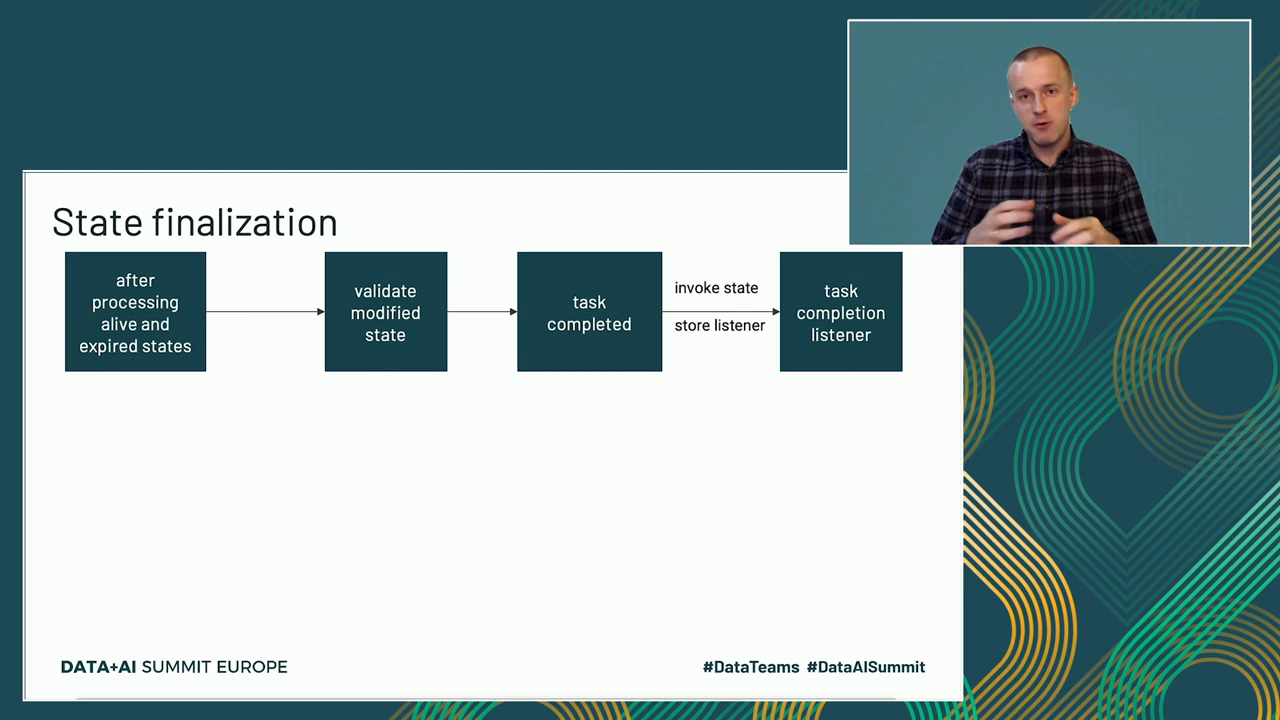 State finalization
after
processing
alive and
expired states
validate
modified
state
task
completed
invoke state
store listener
task
completion
listener
DATA+AI SUMMIT EUROPE
#DataTeams #DataAISummit